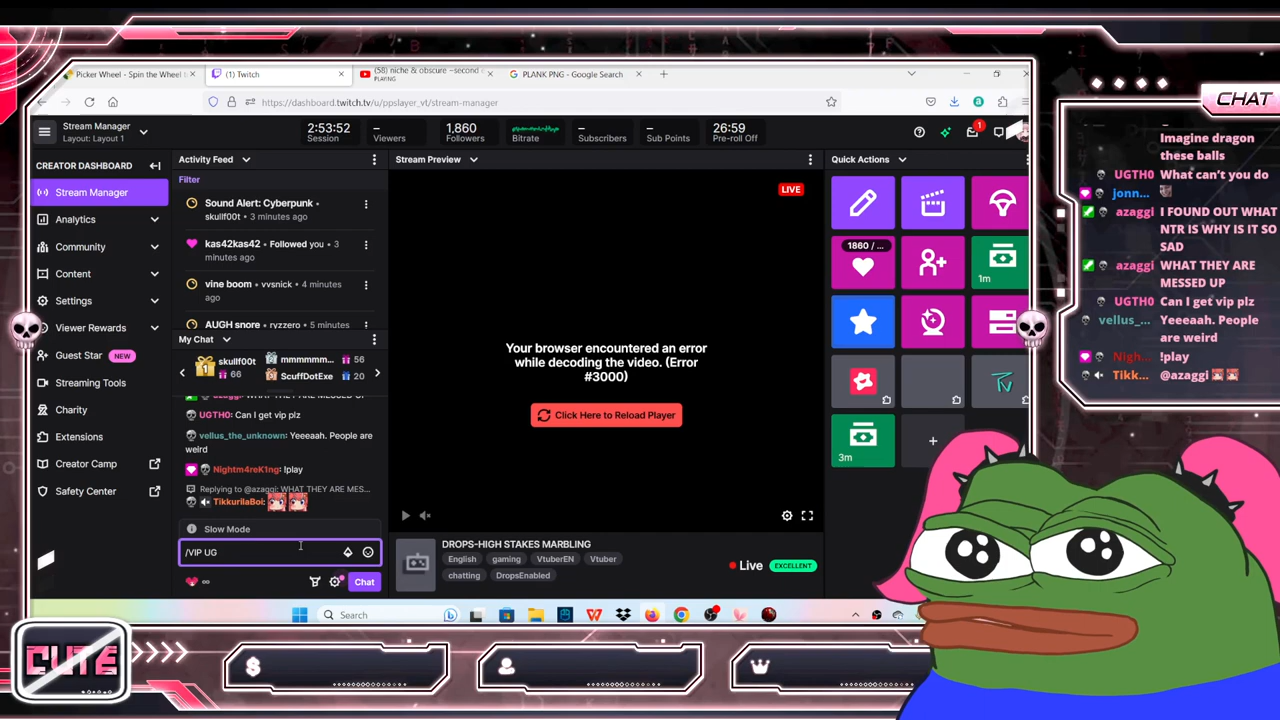 Picker Wheel - Spin the Wheel t
(1) Twitch
(58) niche & obscure ~second c
PLAYING
PLANK PNG - Google Search
https://dashboard.twitch.tv/u/ppslayer_vt/stream-manager
Stream Manager
Layout: Layout 1
2:53:52
Session
–
Viewers
1,860
Followers
Bitrate
–
Subscribers
–
Sub Points
26:59
Pre-roll Off
1
CREATOR DASHBOARD
Stream Manager
Analytics
Community
Content
Settings
Viewer Rewards
Guest Star NEW
Streaming Tools
Charity
Extensions
Creator Camp
Safety Center
Activity Feed
Filter
Sound Alert: Cyberpunk •
skullf00t • 3 minutes ago
kas42kas42 • Followed you • 3
minutes ago
vine boom • vvsnick • 4 minutes
ago
AUGH snore • ryzzero • 5 minutes
My Chat
1
skullf00t
66
mmmmmm... 56
ScuffDotExe 20
UGTH0: Can I get vip plz
vellus_the_unknown: Yeeeaah. People are
weird
Nightm4reK1ng: !play
Replying to @azaggi: WHAT THEY ARE MES...
TikkurilaBoi:
Slow Mode
/VIP UG
∞
Chat
Stream Preview
LIVE
Your browser encountered an error
while decoding the video. (Error
#3000)
Click Here to Reload Player
DROPS-HIGH STAKES MARBLING
English gaming VtuberEN Vtuber
chatting DropsEnabled
Live EXCELLENT
Quick Actions
1860 / ...
1m
3m
Search
CHAT
Imagine dragon
these balls
UGTH0 What can't you do
jonn...
azaggi I FOUND OUT WHAT
NTR IS WHY IS IT SO
SAD
azaggi WHAT THEY ARE
MESSED UP
UGTH0 Can I get vip plz
vellus_... Yeeeaah. People
are weird
Nigh... !play
Tikk... @azaggi
CUTE
$